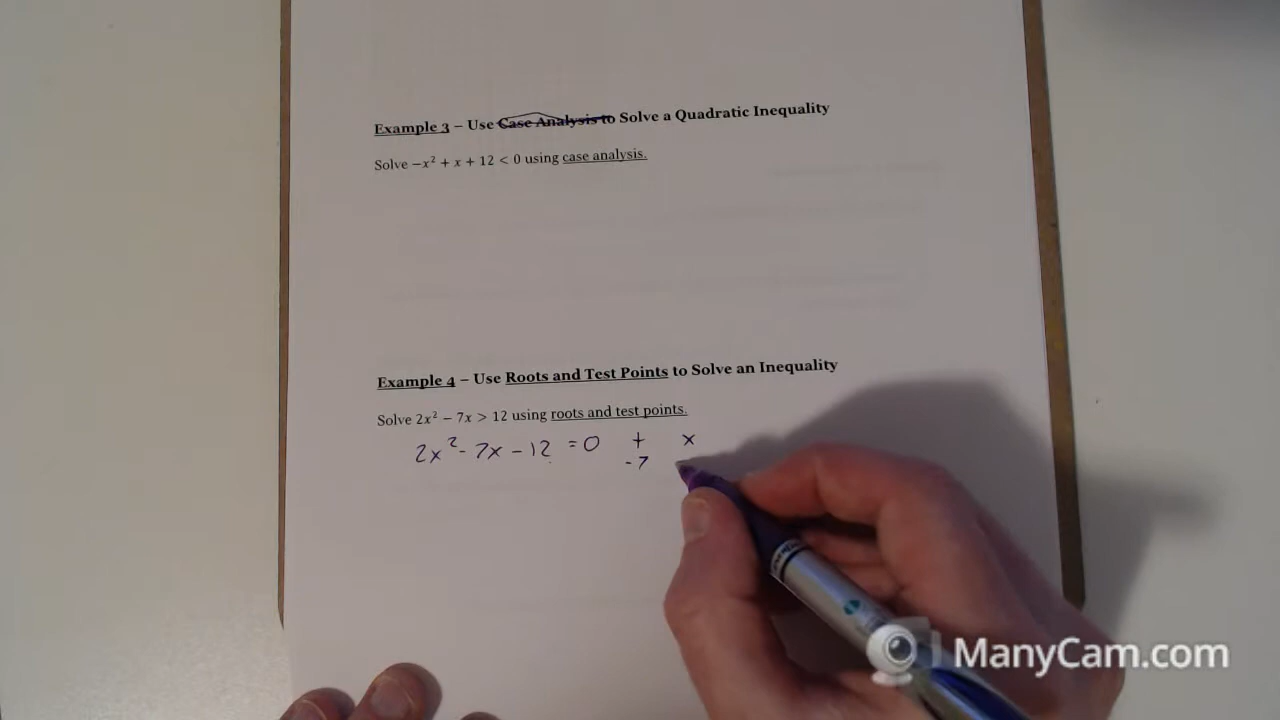 Example 3 – Use Case Analysis to Solve a Quadratic Inequality
Solve −x² + x + 12 < 0 using case analysis.
Example 4 – Use Roots and Test Points to Solve an Inequality
Solve 2x² − 7x > 12 using roots and test points.
2x² - 7x - 12 = 0 + x
-7
ManyCam.com